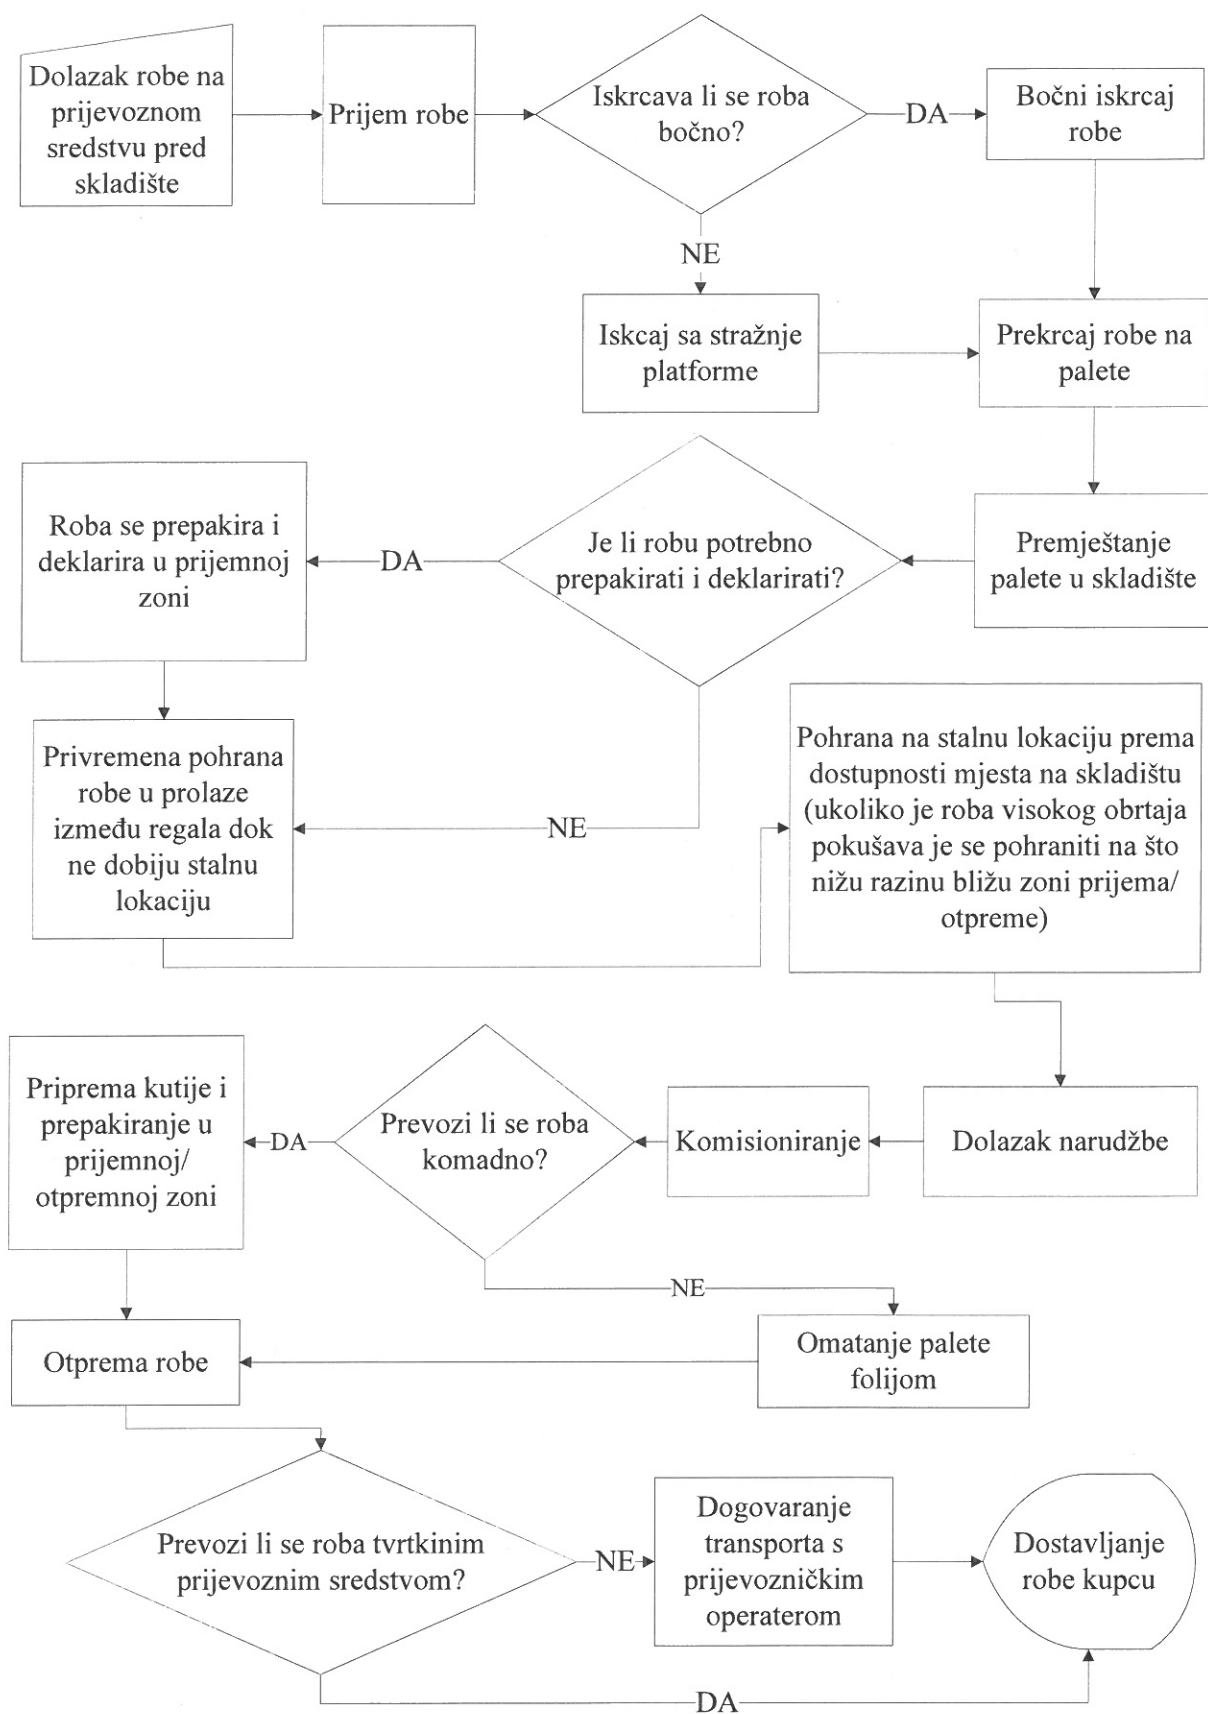 Dolazak robe na
prijevoznom
sredstvu pred
skladište
Prijem robe
Iskrcava li se roba
bočno?
DA
Bočni iskrcaj
robe
NE
Iskcaj sa stražnje
platforme
Prekrcaj robe na
palete
Premještanje
palete u skladište
Je li robu potrebno
prepakirati i deklarirati?
DA
Roba se prepakira i
deklarira u prijemnoj
zoni
NE
Privremena pohrana
robe u prolaze
između regala dok
ne dobiju stalnu
lokaciju
Pohrana na stalnu lokaciju prema
dostupnosti mjesta na skladištu
(ukoliko je roba visokog obrtaja
pokušava je se pohraniti na što
nižu razinu bližu zoni prijema/
otpreme)
Dolazak narudžbe
Komisioniranje
Prevozi li se roba
komadno?
DA
Priprema kutije i
prepakiranje u
prijemnoj/
otpremnoj zoni
NE
Omatanje palete
folijom
Otprema robe
Prevozi li se roba tvrtkinim
prijevoznim sredstvom?
NE
Dogovaranje
transporta s
prijevozničkim
operaterom
Dostavljanje
robe kupcu
DA